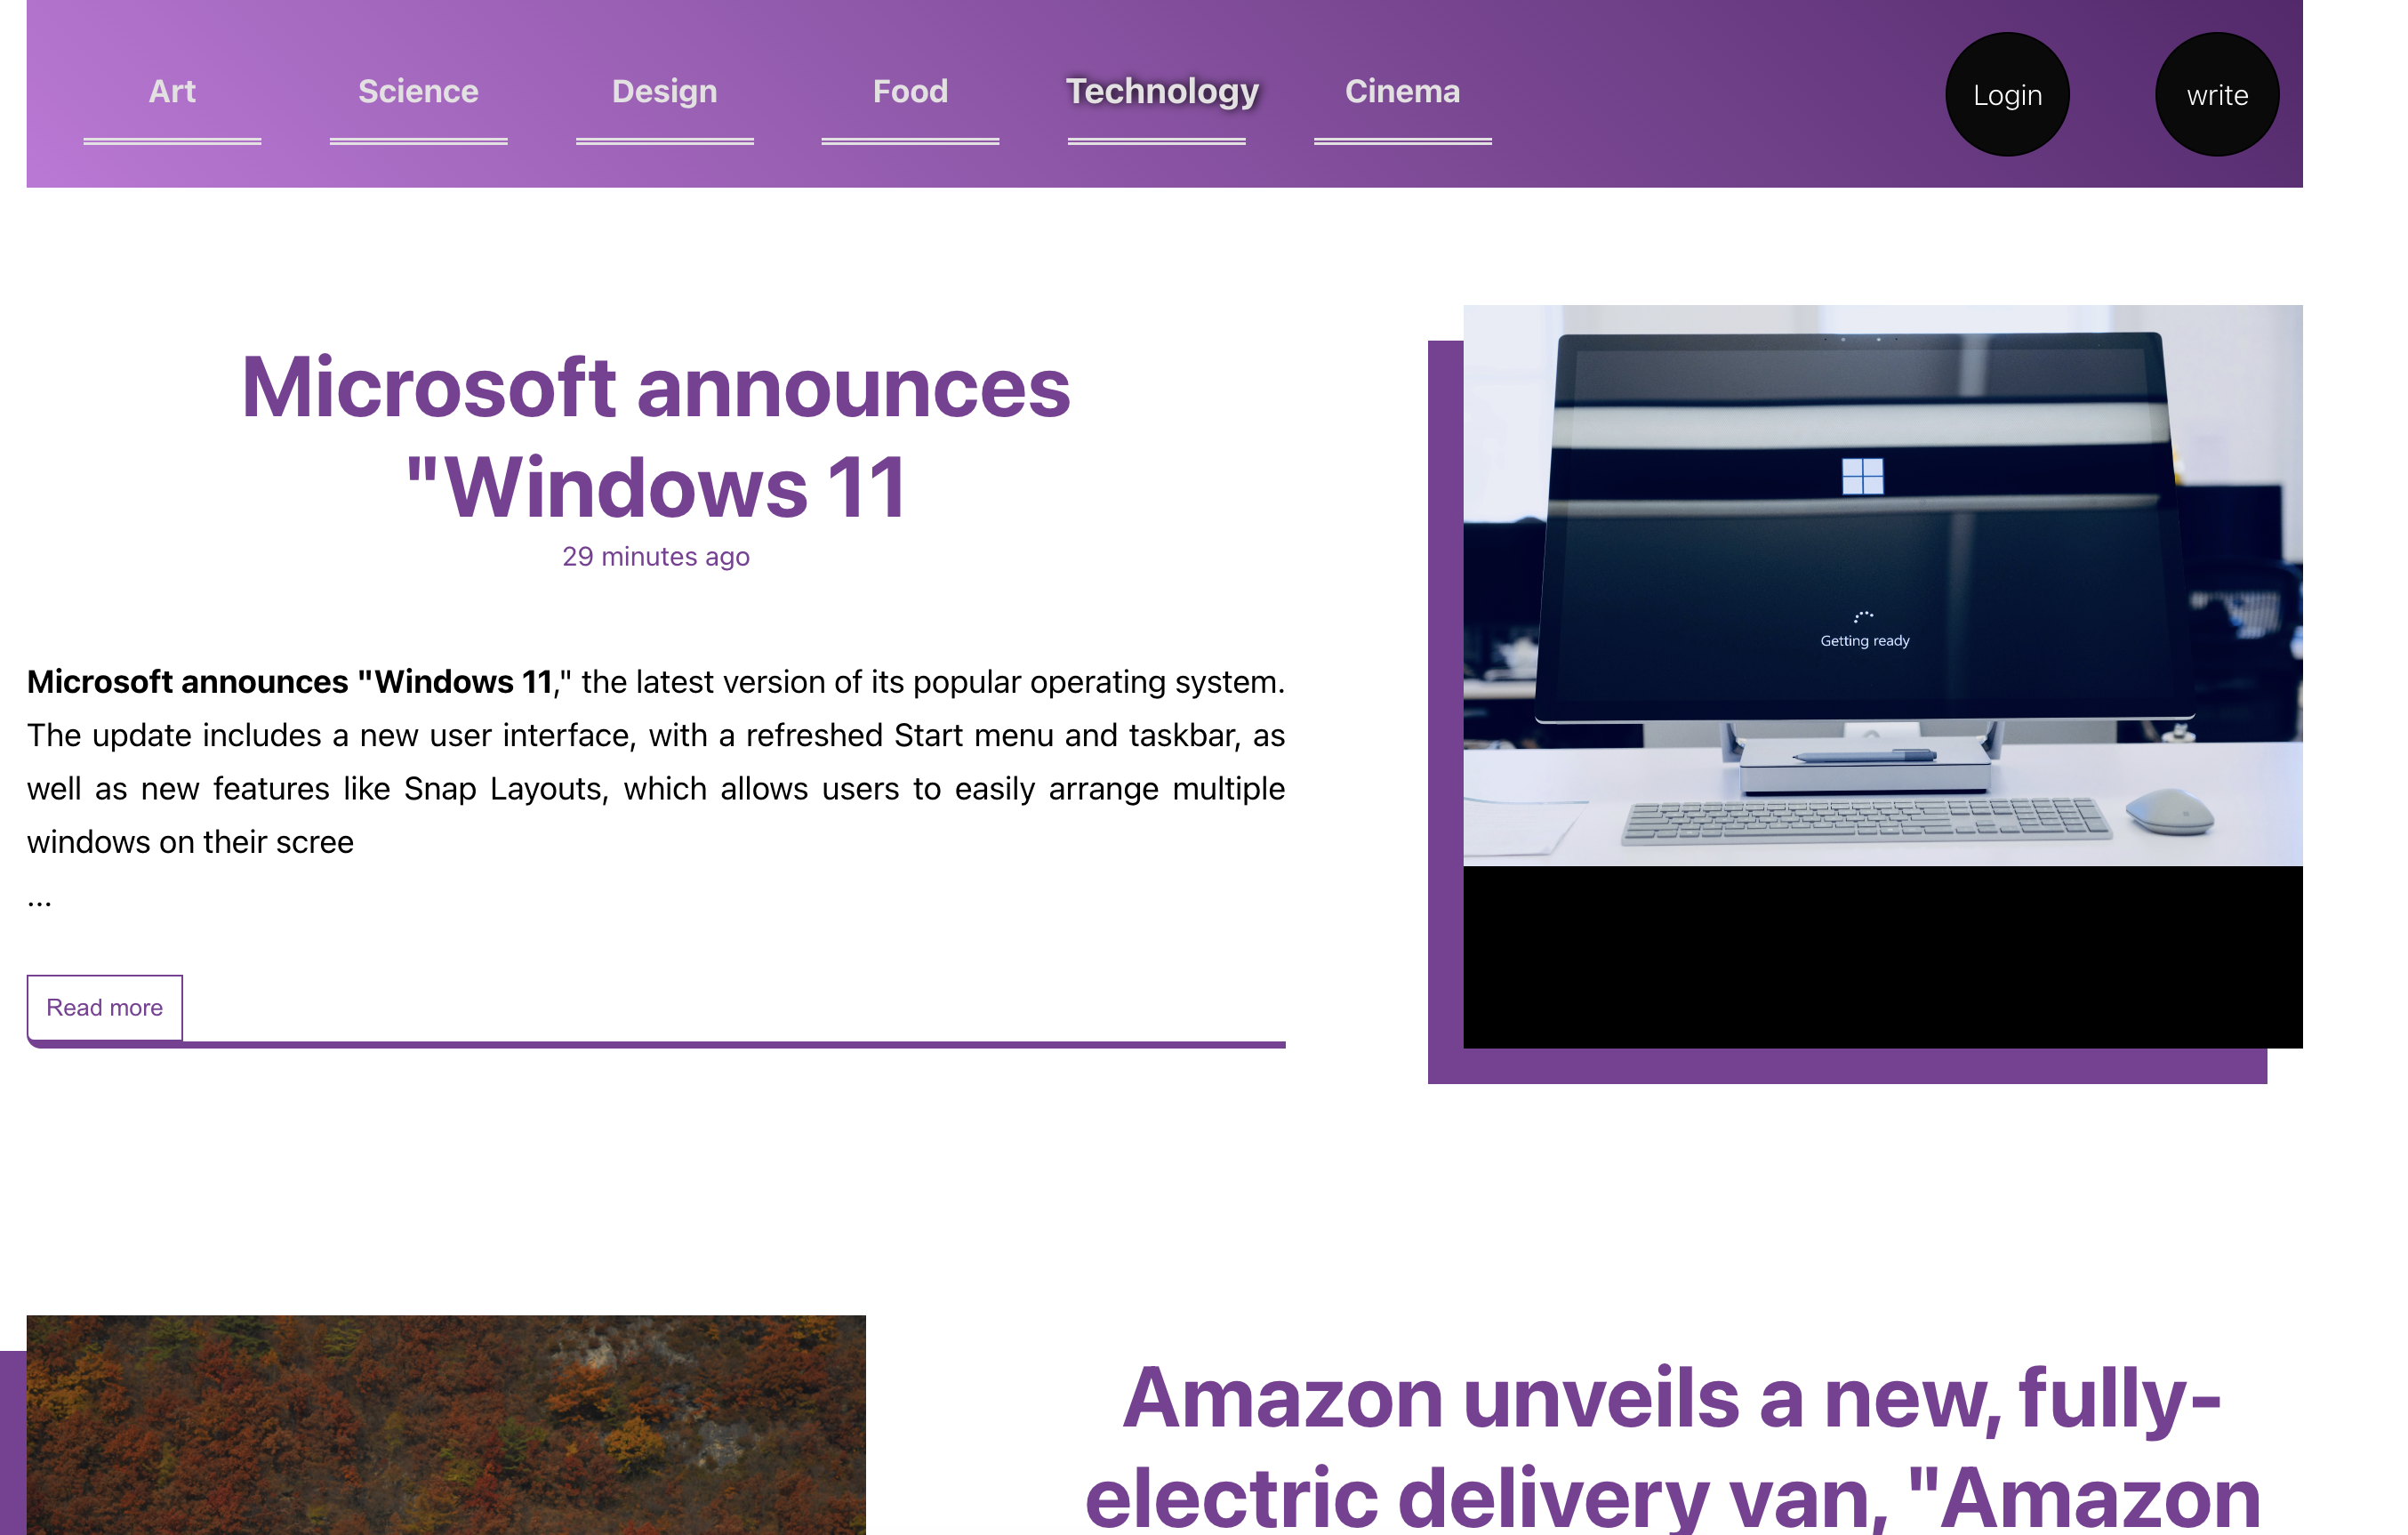 Art Science Design Food Technology Cinema Login write
Microsoft announces
"Windows 11
29 minutes ago
Microsoft announces "Windows 11," the latest version of its popular operating system.
The update includes a new user interface, with a refreshed Start menu and taskbar, as
well as new features like Snap Layouts, which allows users to easily arrange multiple
windows on their scree
...
Read more
Getting ready
Amazon unveils a new, fully-
electric delivery van, "Amazon